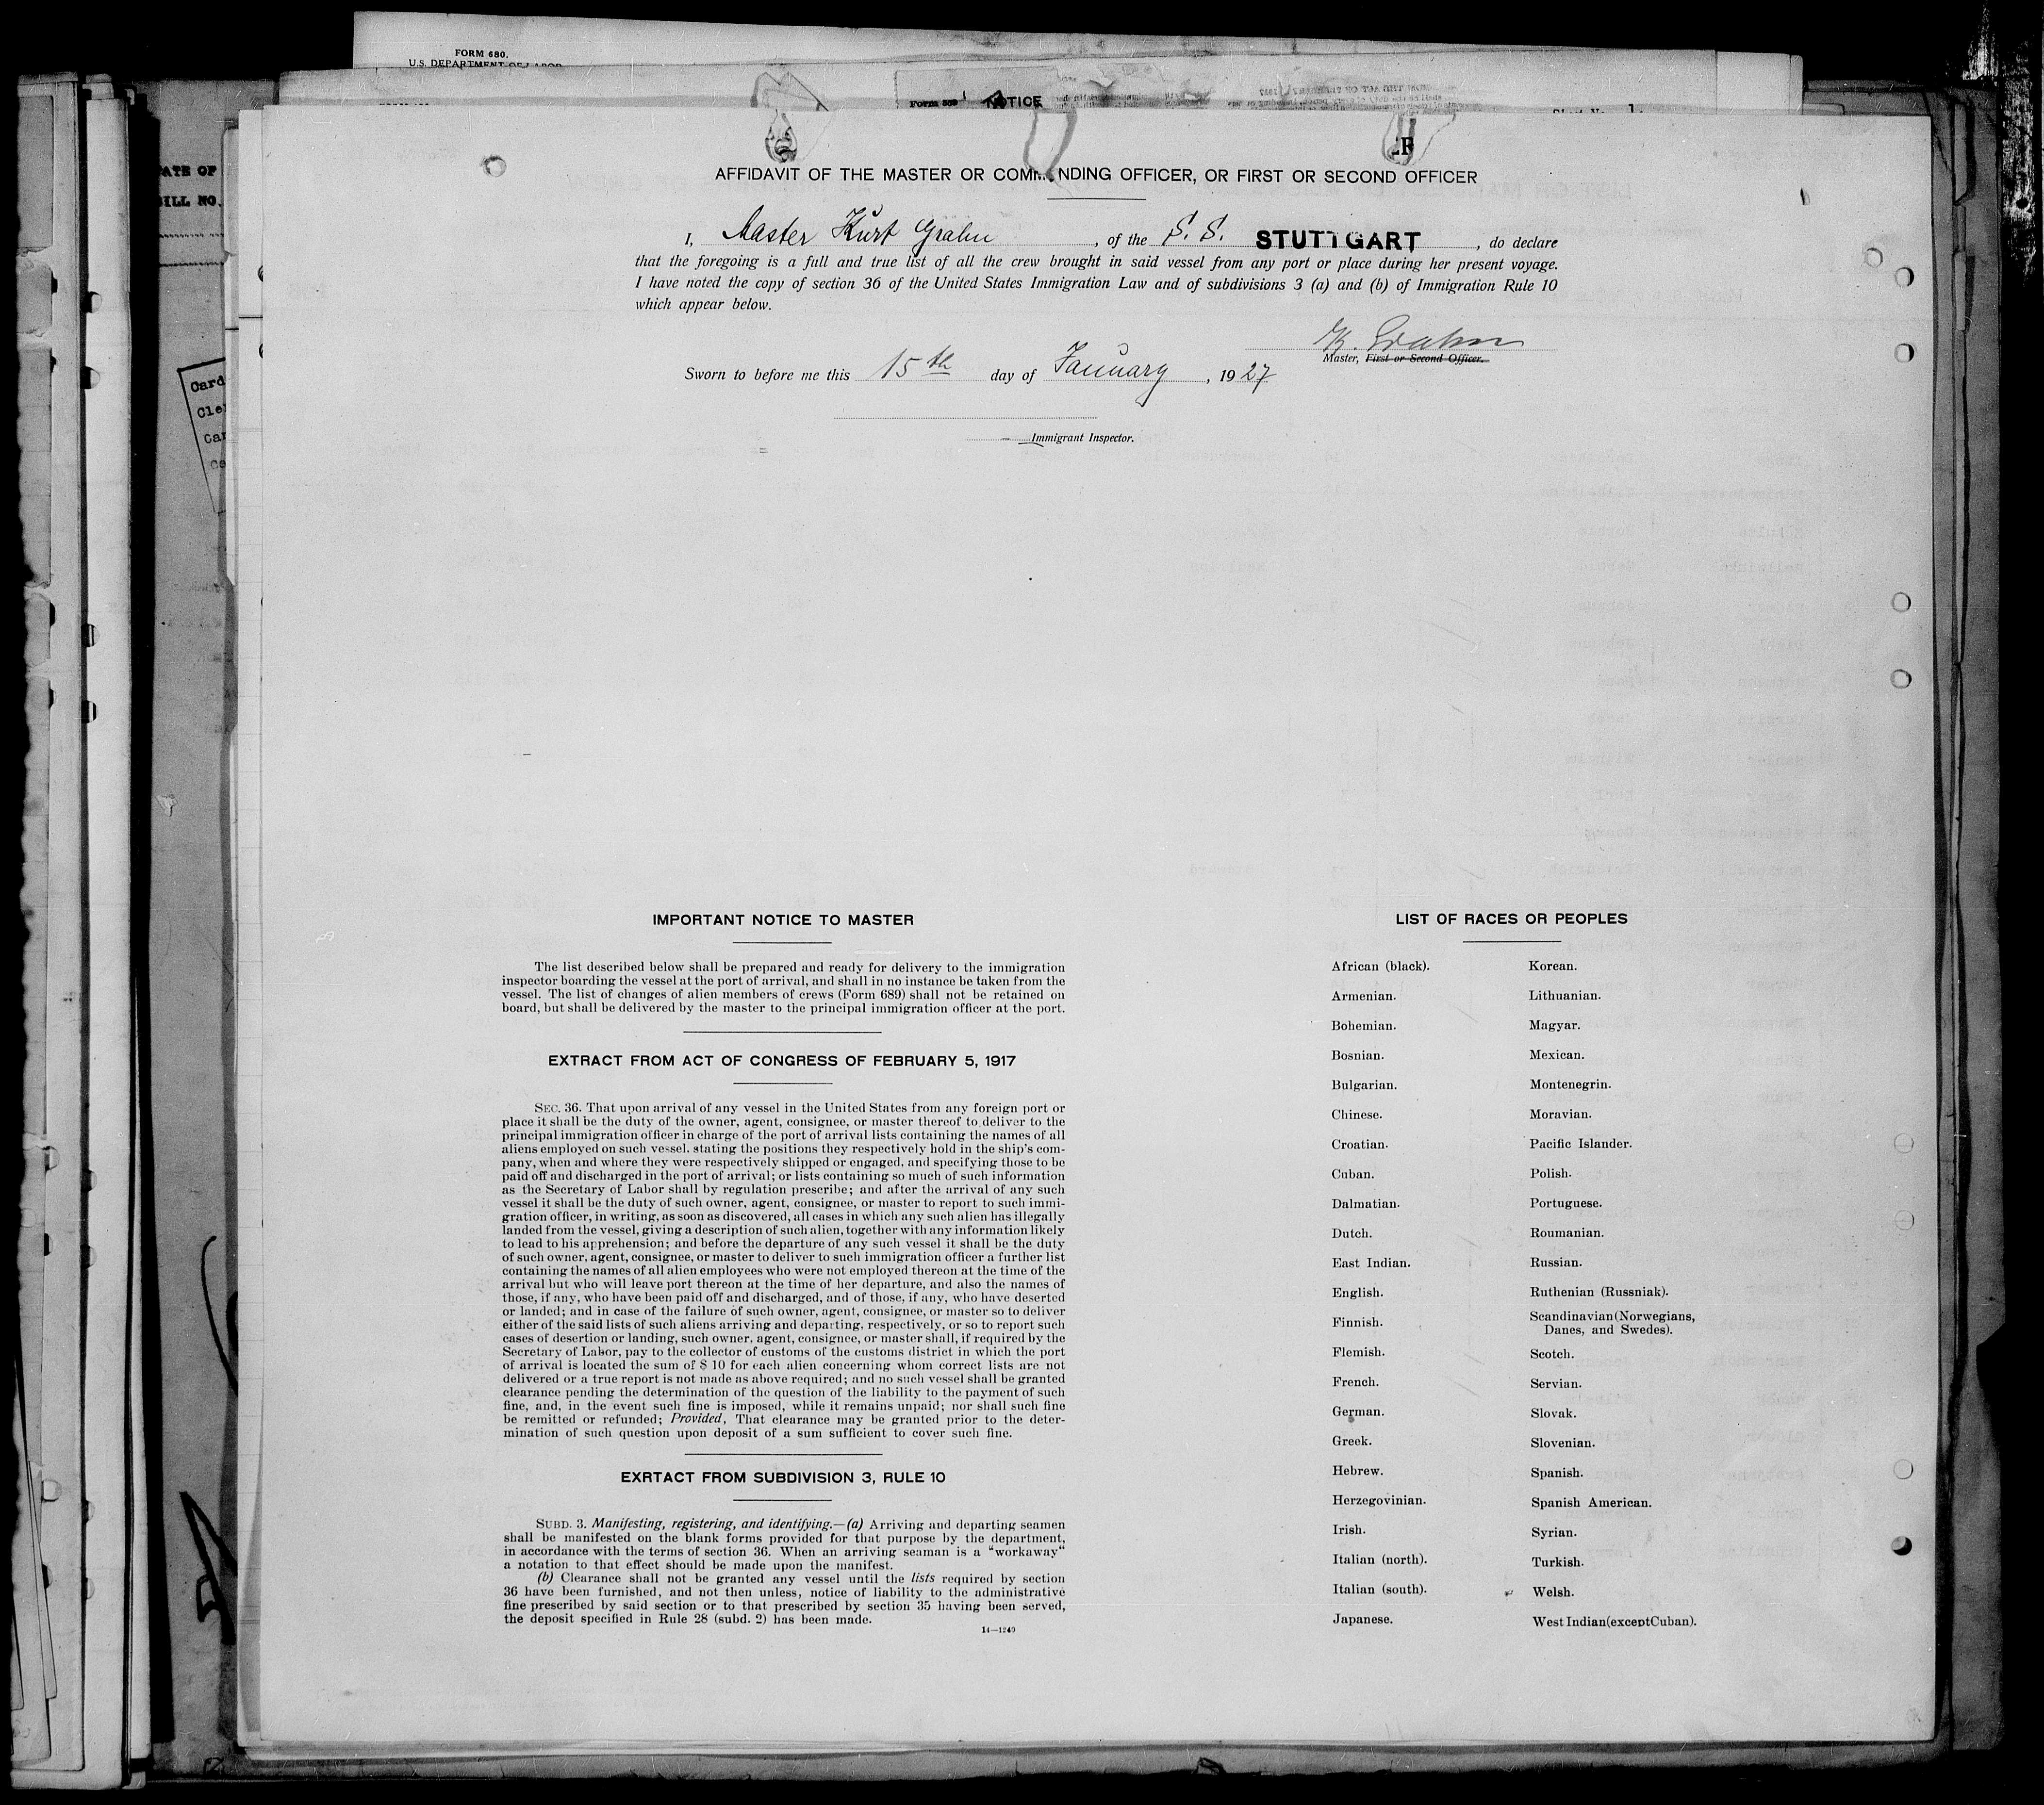 FORM 680.
U.S. DEPARTMENT OF LABOR
NOTICE
AFFIDAVIT OF THE MASTER OR COMMANDING OFFICER, OR FIRST OR SECOND OFFICER
I, Master Kurt Grahn, of the S. S. STUTTGART, do declare
that the foregoing is a full and true list of all the crew brought in said vessel from any port or place during her present voyage.
I have noted the copy of section 36 of the United States Immigration Law and of subdivisions 3 (a) and (b) of Immigration Rule 10
which appear below.
K. Grahn
Master, First or Second Officer.
Sworn to before me this 15th day of January, 1927
Immigrant Inspector.
IMPORTANT NOTICE TO MASTER
The list described below shall be prepared and ready for delivery to the immigration
inspector boarding the vessel at the port of arrival, and shall in no instance be taken from the
vessel. The list of changes of alien members of crews (Form 689) shall not be retained on
board, but shall be delivered by the master to the principal immigration officer at the port.
EXTRACT FROM ACT OF CONGRESS OF FEBRUARY 5, 1917
SEC. 36. That upon arrival of any vessel in the United States from any foreign port or
place it shall be the duty of the owner, agent, consignee, or master thereof to deliver to the
principal immigration officer in charge of the port of arrival lists containing the names of all
aliens employed on such vessel, stating the positions they respectively hold in the ship's com-
pany, when and where they were respectively shipped or engaged, and specifying those to be
paid off and discharged in the port of arrival; or lists containing so much of such information
as the Secretary of Labor shall by regulation prescribe; and after the arrival of any such
vessel it shall be the duty of such owner, agent, consignee, or master to report to such immi-
gration officer, in writing, as soon as discovered, all cases in which any such alien has illegally
landed from the vessel, giving a description of such alien, together with any information likely
to lead to his apprehension; and before the departure of any such vessel it shall be the duty
of such owner, agent, consignee, or master to deliver to such immigration officer a further list
containing the names of all alien employees who were not employed thereon at the time of the
arrival but who will leave port thereon at the time of her departure, and also the names of
those, if any, who have been paid off and discharged, and of those, if any, who have deserted
or landed; and in case of the failure of such owner, agent, consignee, or master so to deliver
either of the said lists of such aliens arriving and departing, respectively, or so to report such
cases of desertion or landing, such owner, agent, consignee, or master shall, if required by the
Secretary of Labor, pay to the collector of customs of the customs district in which the port
of arrival is located the sum of $ 10 for each alien concerning whom correct lists are not
delivered or a true report is not made as above required; and no such vessel shall be granted
clearance pending the determination of the question of the liability to the payment of such
fine, and, in the event such fine is imposed, while it remains unpaid; nor shall such fine
be remitted or refunded; Provided, That clearance may be granted prior to the deter-
mination of such question upon deposit of a sum sufficient to cover such fine.
EXRTACT FROM SUBDIVISION 3, RULE 10
SUBD. 3. Manifesting, registering, and identifying.—(a) Arriving and departing seamen
shall be manifested on the blank forms provided for that purpose by the department,
in accordance with the terms of section 36. When an arriving seaman is a "workaway"
a notation to that effect should be made upon the manifest.
(b) Clearance shall not be granted any vessel until the lists required by section
36 have been furnished, and not then unless, notice of liability to the administrative
fine prescribed by said section or to that prescribed by section 35 having been served,
the deposit specified in Rule 28 (subd. 2) has been made.
14—1240
LIST OF RACES OR PEOPLES
African (black).
Armenian.
Bohemian.
Bosnian.
Bulgarian.
Chinese.
Croatian.
Cuban.
Dalmatian.
Dutch.
East Indian.
English.
Finnish.
Flemish.
French.
German.
Greek.
Hebrew.
Herzegovinian.
Irish.
Italian (north).
Italian (south).
Japanese.
Korean.
Lithuanian.
Magyar.
Mexican.
Montenegrin.
Moravian.
Pacific Islander.
Polish.
Portuguese.
Roumanian.
Russian.
Ruthenian (Russniak).
Scandinavian (Norwegians,
Danes, and Swedes).
Scotch.
Servian.
Slovak.
Slovenian.
Spanish.
Spanish American.
Syrian.
Turkish.
Welsh.
West Indian (except Cuban).